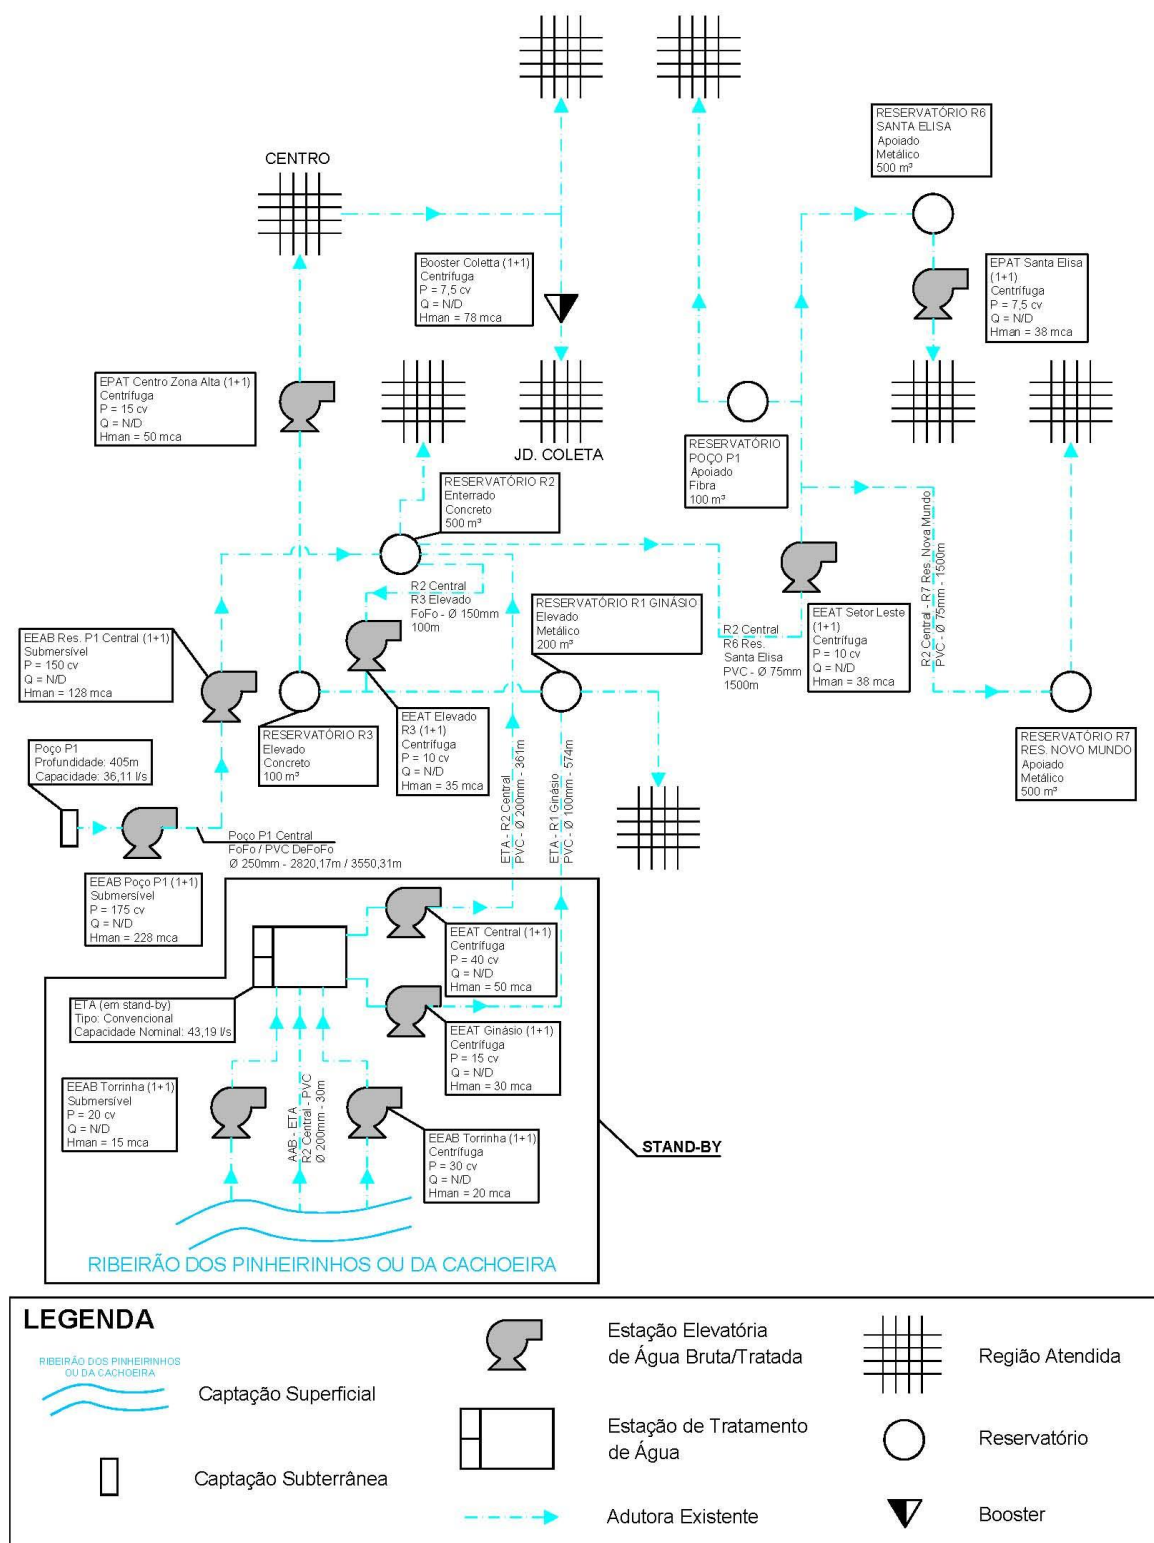 RESERVATÓRIO R6
SANTA ELISA
Apoiado
Metálico
500 m³
CENTRO
Booster Coleta (1+1)
Centrífuga
P = 7,5 cv
Q = N/D
Hman = 78 mca
EPAT Santa Elisa
(1+1)
Centrífuga
P = 7,5 cv
Q = N/D
Hman = 38 mca
EPAT Centro Zona Alta (1+1)
Centrífuga
P = 15 cv
Q = N/D
Hman = 50 mca
JD. COLETA
RESERVATÓRIO
POÇO P1
Apoiado
Fibra
100 m³
RESERVATÓRIO R2
Enterrado
Concreto
500 m³
R2 Central - R7 Res. Nova Mundo
PVC - Ø 75mm - 1500m
R2 Central
R3 Elevado
FoFo - Ø 150mm
100m
RESERVATÓRIO R1 GINÁSIO
Elevado
Metálico
200 m³
R2 Central
R6 Res.
Santa Elisa
PVC - Ø 75mm
1500m
EEAT Setor Leste
(1+1)
Centrífuga
P = 10 cv
Q = N/D
Hman = 38 mca
EEAB Res. P1 Central (1+1)
Submersível
P = 150 cv
Q = N/D
Hman = 128 mca
RESERVATÓRIO R3
Elevado
Concreto
100 m³
EEAT Elevado
R3 (1+1)
Centrífuga
P = 10 cv
Q = N/D
Hman = 35 mca
ETA - R2 Central
PVC - Ø 200mm - 361m
ETA - R1 Ginásio
PVC - Ø 100mm - 574m
RESERVATÓRIO R7
RES. NOVO MUNDO
Apoiado
Metálico
500 m³
Poço P1
Profundidade: 405m
Capacidade: 36,11 l/s
Poço P1 Central
FoFo / PVC DeFoFo
Ø 250mm - 2820,17m / 3550,31m
EEAB Poço P1 (1+1)
Submersível
P = 175 cv
Q = N/D
Hman = 228 mca
EEAT Central (1+1)
Centrífuga
P = 40 cv
Q = N/D
Hman = 50 mca
ETA (em stand-by)
Tipo: Convencional
Capacidade Nominal: 43,19 l/s
EEAT Ginásio (1+1)
Centrífuga
P = 15 cv
Q = N/D
Hman = 30 mca
EEAB Torrinha (1+1)
Submersível
P = 20 cv
Q = N/D
Hman = 15 mca
AAB - ETA
R2 Central - PVC
Ø 200mm - 30m
EEAB Torrinha (1+1)
Centrífuga
P = 30 cv
Q = N/D
Hman = 20 mca
STAND-BY
RIBEIRÃO DOS PINHEIRINHOS OU DA CACHOEIRA
LEGENDA
RIBEIRÃO DOS PINHEIRINHOS
OU DA CACHOEIRA
Captação Superficial
Captação Subterrânea
Estação Elevatória
de Água Bruta/Tratada
Estação de Tratamento
de Água
Adutora Existente
Região Atendida
Reservatório
Booster